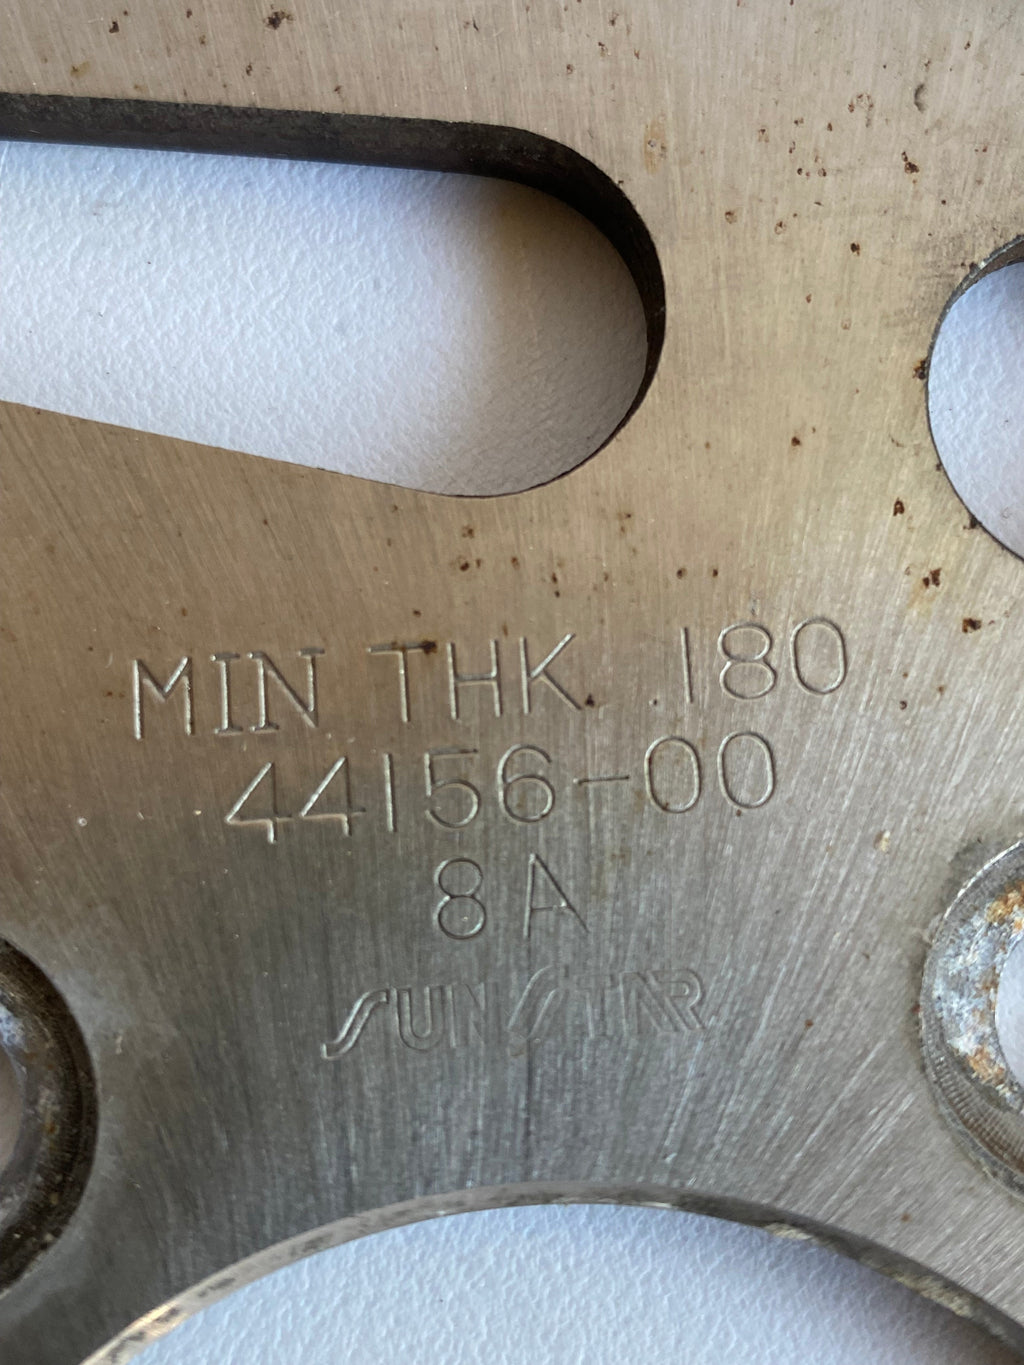 MIN THK. .180
44156-00
8A
SUNSTAR